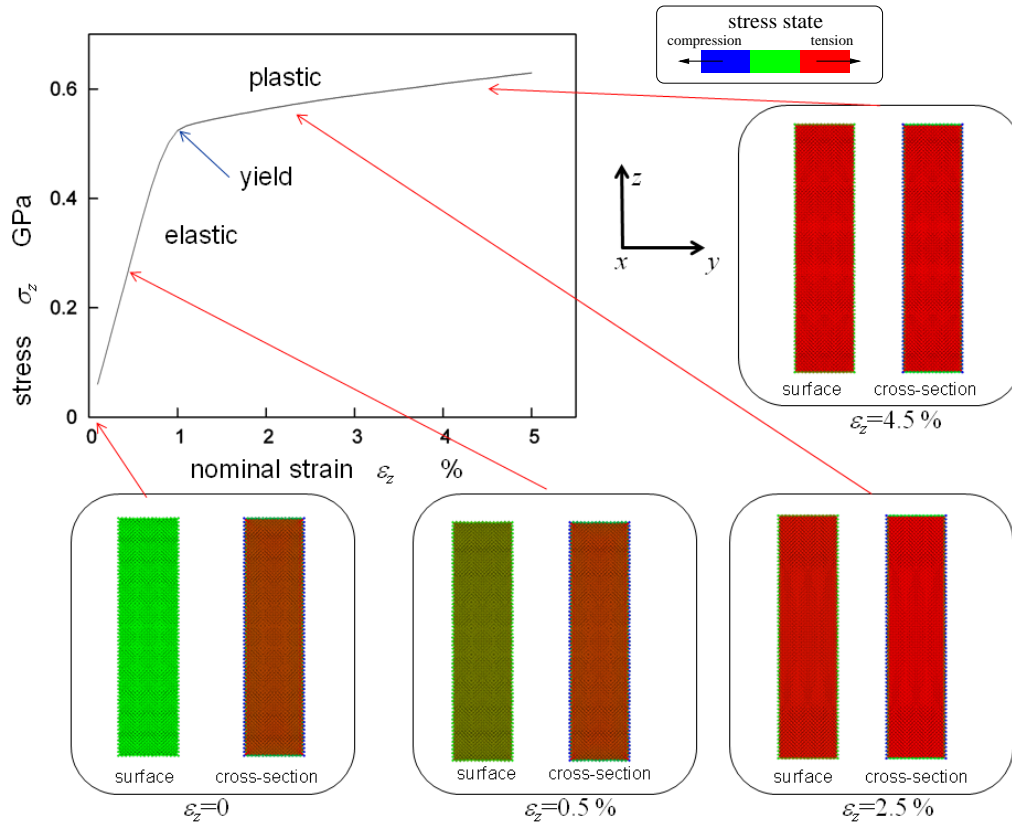 stress state
compression
tension
0.6
0.4
0.2
0
stress σz GPa
plastic
yield
elastic
0
1
2
3
4
5
nominal strain εz %
z
x
y
surface
cross-section
εz=4.5 %
surface
cross-section
εz=0
surface
cross-section
εz=0.5 %
surface
cross-section
εz=2.5 %